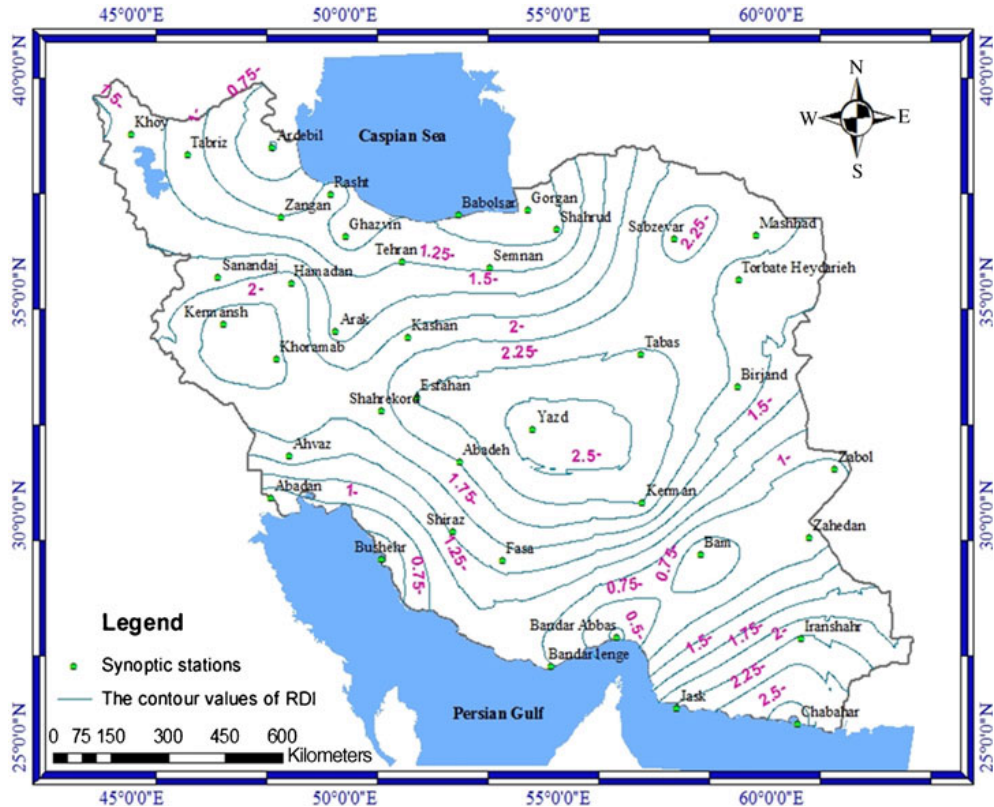 45°0'0"E 50°0'0"E 55°0'0"E 60°0'0"E
40°0'0"N 40°0'0"N
35°0'0"N 35°0'0"N
30°0'0"N 30°0'0"N
25°0'0"N 25°0'0"N
N
W E
S
Caspian Sea
0.75-
1-
Khoy
Tabriz
Ardebil
Rasht
Zangan
Ghazvin
Babolsar
Gorgan
Shahrud
Sabzevar
2.25-
Mashhad
Tehran
1.25-
Semnan
1.5-
Torbate Heydarieh
Sanandaj
Hamadan
2-
Kermansh
Khoramab
Arak
Kashan
2-
2.25-
Tabas
Birjand
1.5-
Shahrekord
Esfahan
Yazd
2.5-
Ahvaz
Abadeh
1.75-
1-
Zabol
Abadan
1-
Kerman
Shiraz
1.25-
Fasa
Zahedan
Bam
0.75-
Bushehr
0.75-
0.75-
Bandar Abbas
0.5-
Bandar lenge
1.5-
1.75-
2-
Iranshahr
2.25-
2.5-
Jask
Chabahar
Persian Gulf
Legend
Synoptic stations
The contour values of RDI
0 75 150 300 450 600
Kilometers
45°0'0"E 50°0'0"E 55°0'0"E 60°0'0"E